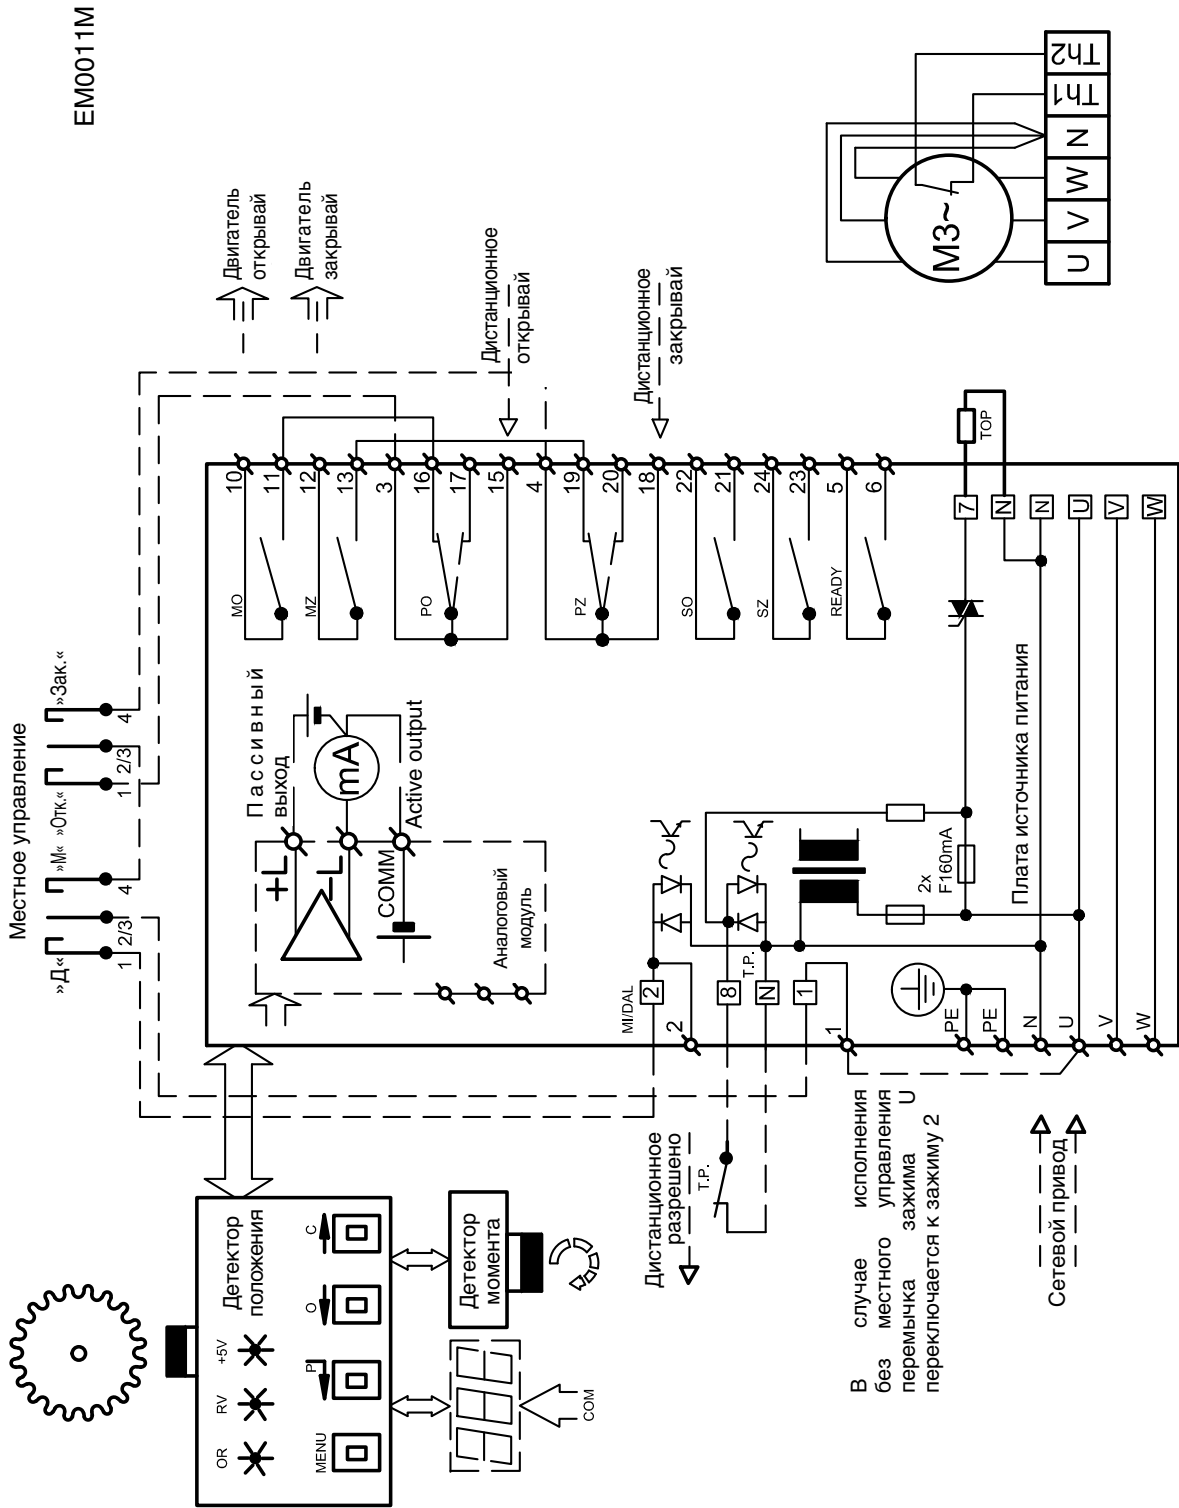 EM0011M
Местное управление
»Д« »М« »Отк.« »Зак.«
1 2/3 4 1 2/3 4
Двигатель
открывай
Двигатель
закрывай
Дистанционное
открывай
Дистанционное
закрывай
10
11
12
13
3
16
17
15
4
19
20
18
22
21
24
23
5
6
MO
MZ
PO
PZ
SO
SZ
READY
Пассивный
выход
mA
Active output
+L
-L
COMM
Аналоговый
модуль
MI/DAL
2
2
8
Т.Р.
N
1
1
2x
F160mA
Плата источника питания
7
N
N
U
V
W
TOP
PE
PE
N
U
V
W
M3~
U V W N Th1 Th2
Детектор
положения
OR RV +5V
MENU P O C
Детектор
момента
COM
Дистанционное
разрешено
Т.Р.
В случае исполнения
без местного управления
перемычка зажима U
переключается к зажиму 2
Сетевой привод